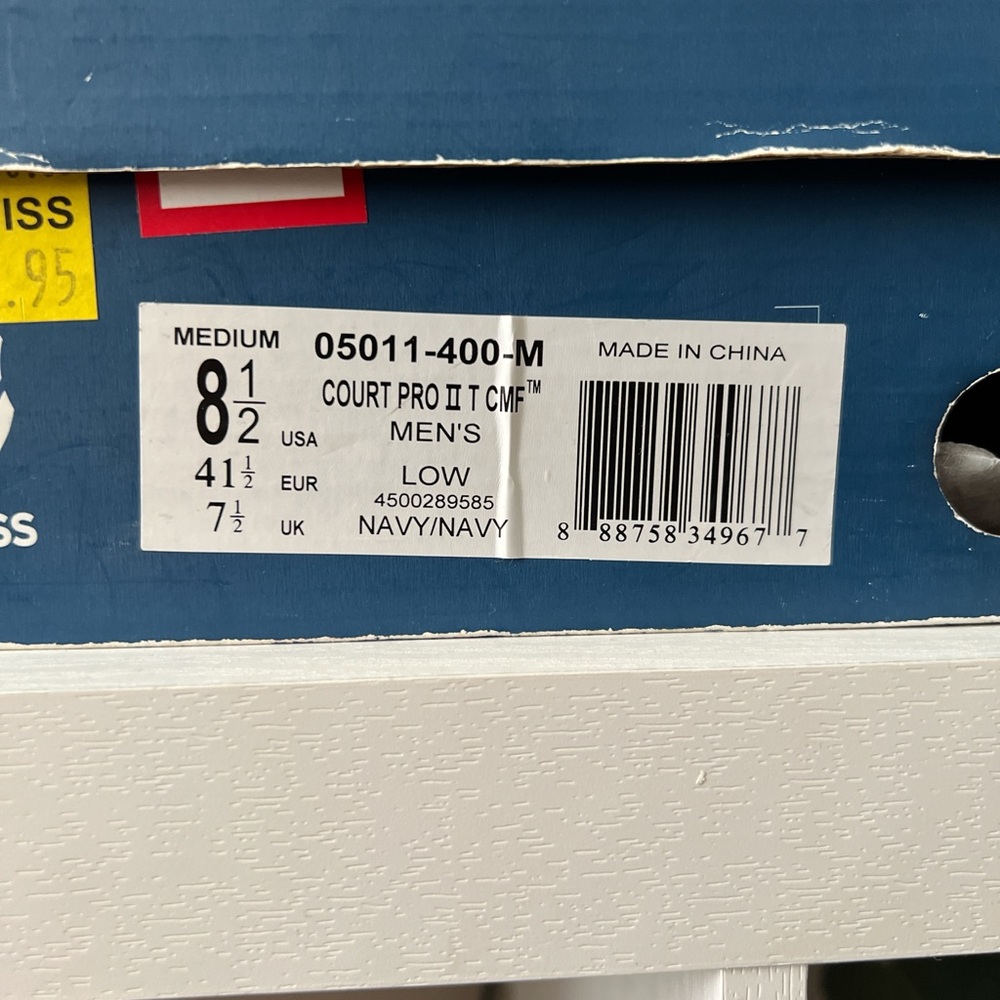 ISS
.95
SS
MEDIUM
8 1/2 USA
41 1/2 EUR
7 1/2 UK
05011-400-M
COURT PRO II T CMF™
MEN'S
LOW
4500289585
NAVY/NAVY
MADE IN CHINA
8 88758 34967 7